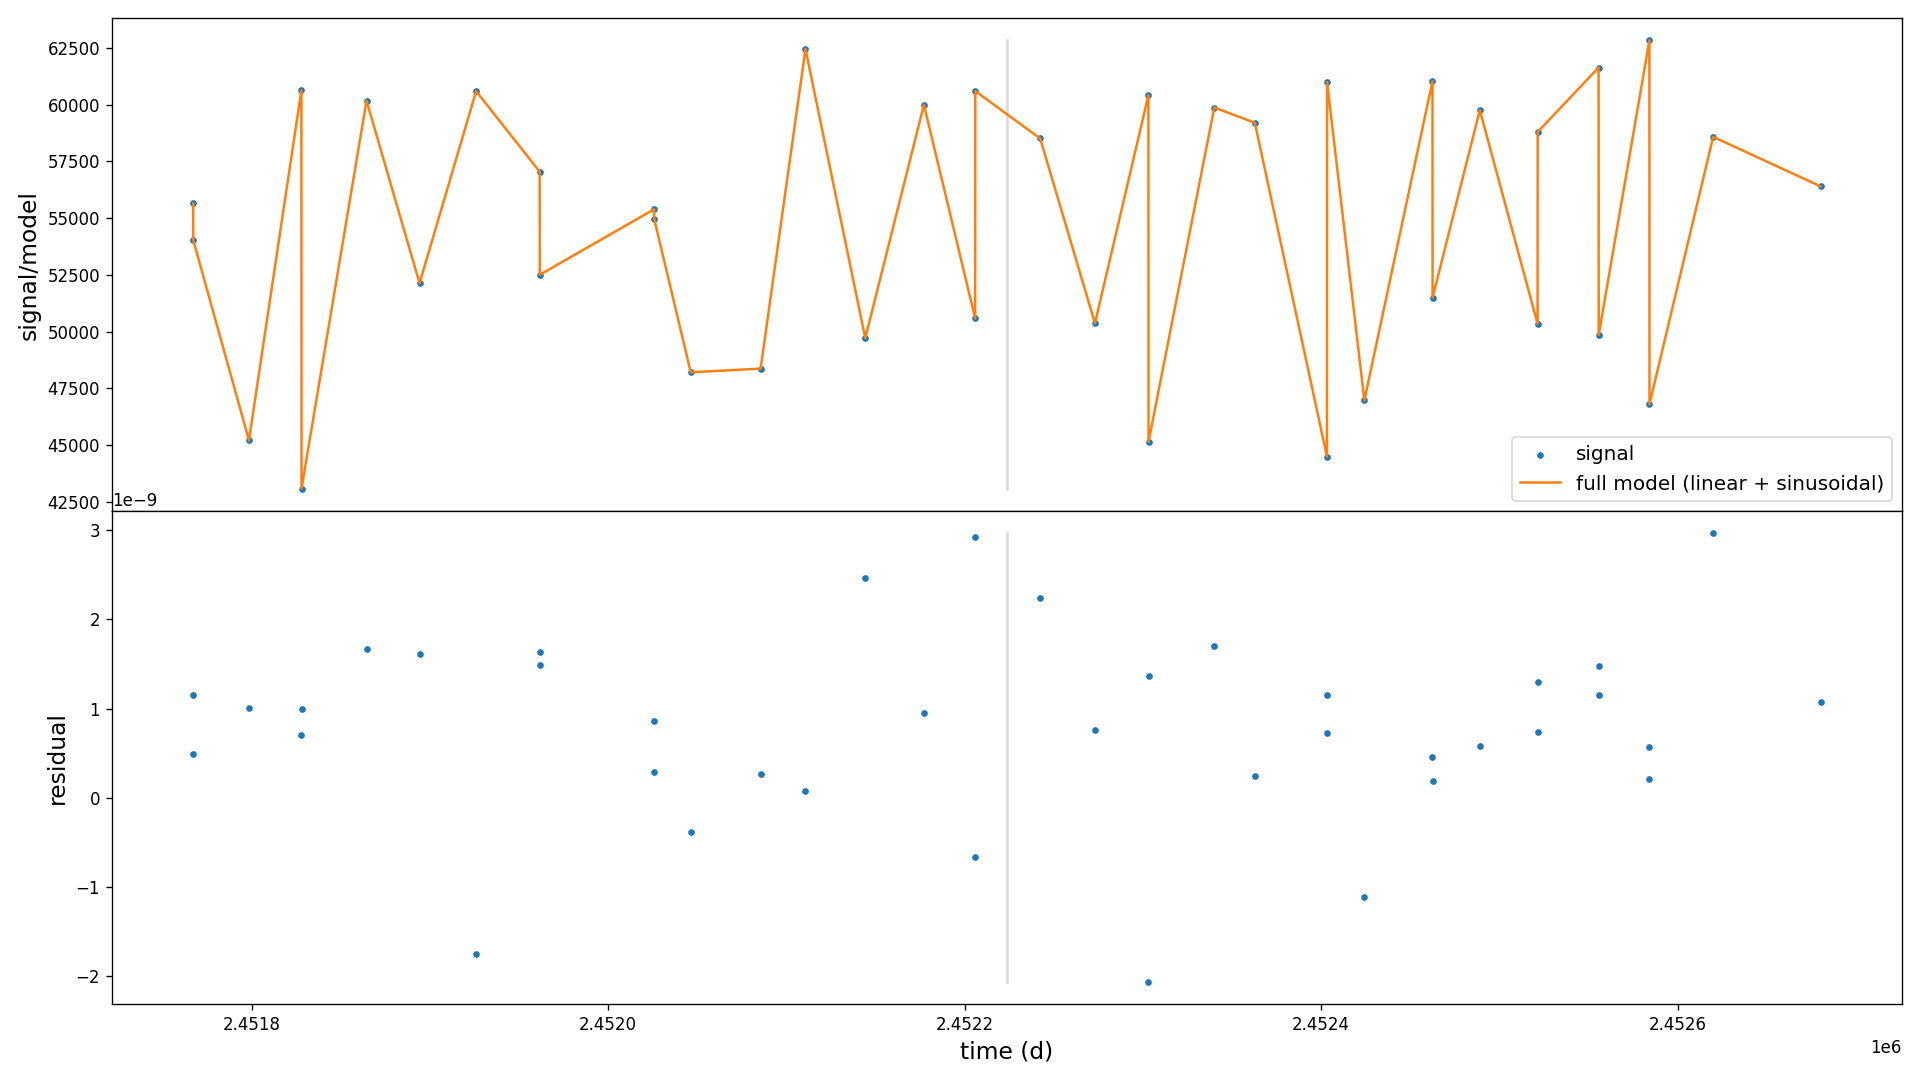 62500
60000
57500
55000
52500
50000
47500
45000
42500
signal/model
signal
full model (linear + sinusoidal)
1e−9
3
2
1
0
−1
−2
residual
2.4518
2.4520
2.4522
2.4524
2.4526
1e6
time (d)